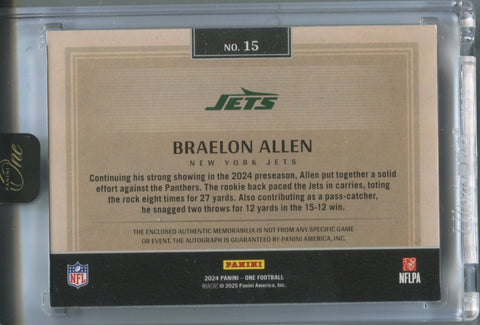 NO. 15
JETS
BRAELON ALLEN
NEW YORK JETS
Continuing his strong showing in the 2024 preseason, Allen put together a solid
effort against the Panthers. The rookie back paced the Jets in carries, toting
the rock eight times for 27 yards. Also contributing as a pass-catcher,
he snagged two throws for 12 yards in the 15-12 win.
THE ENCLOSED AUTHENTIC MEMORABILIA IS NOT FROM ANY SPECIFIC GAME
OR EVENT. THE AUTOGRAPH IS GUARANTEED BY PANINI AMERICA, INC.
PANINI
2024 PANINI – ONE FOOTBALL
© 2025 Panini America, Inc.
NFL
NFLPA
PANINI
One